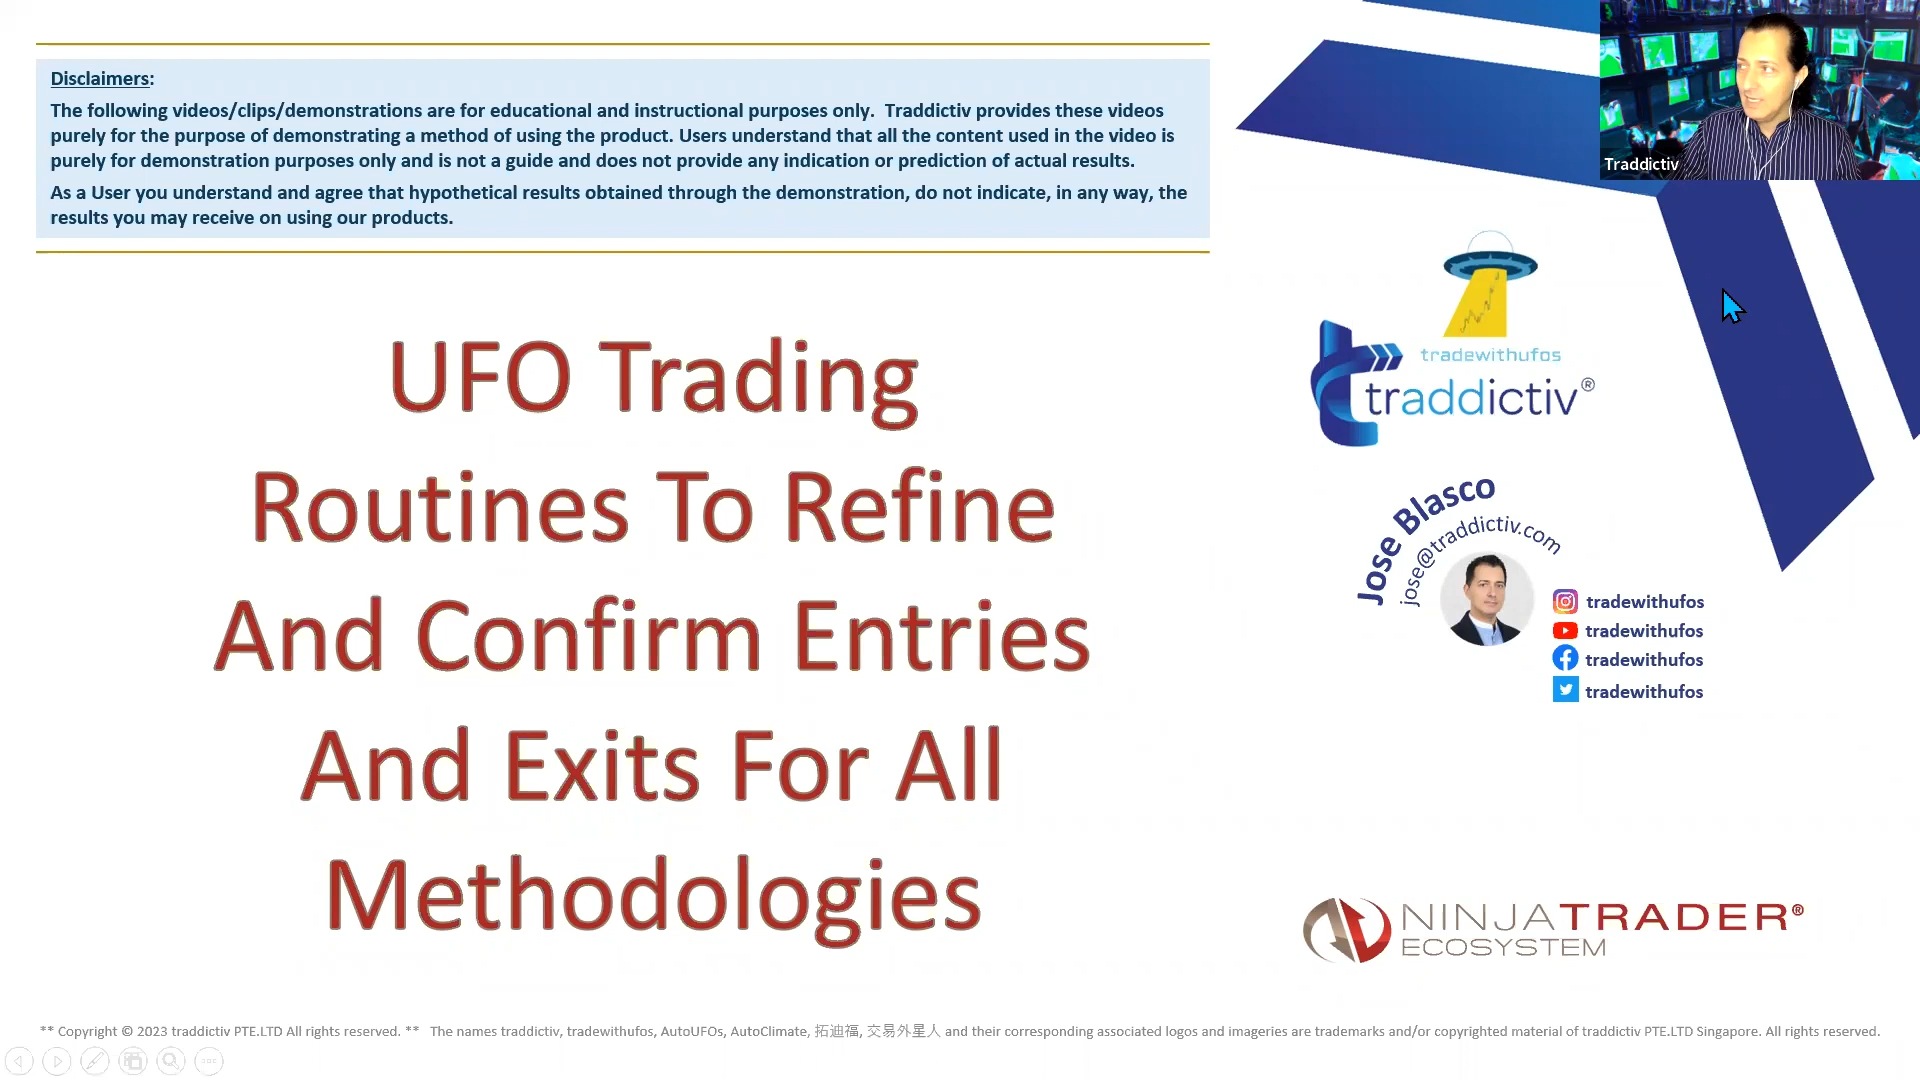 Disclaimers:
The following videos/clips/demonstrations are for educational and instructional purposes only. Traddictiv provides these videos
purely for the purpose of demonstrating a method of using the product. Users understand that all the content used in the video is
purely for demonstration purposes only and is not a guide and does not provide any indication or prediction of actual results.
As a User you understand and agree that hypothetical results obtained through the demonstration, do not indicate, in any way, the
results you may receive on using our products.
Traddictiv
UFO Trading
Routines To Refine
And Confirm Entries
And Exits For All
Methodologies
tradewithufos
traddictiv®
Jose Blasco
jose@traddictiv.com
tradewithufos
tradewithufos
tradewithufos
tradewithufos
NINJATRADER®
ECOSYSTEM
** Copyright © 2023 traddictiv PTE.LTD All rights reserved. ** The names traddictiv, tradewithufos, AutoUFOs, AutoClimate, 拓迪福, 交易外星人 and their corresponding associated logos and imageries are trademarks and/or copyrighted material of traddictiv PTE.LTD Singapore. All rights reserved.